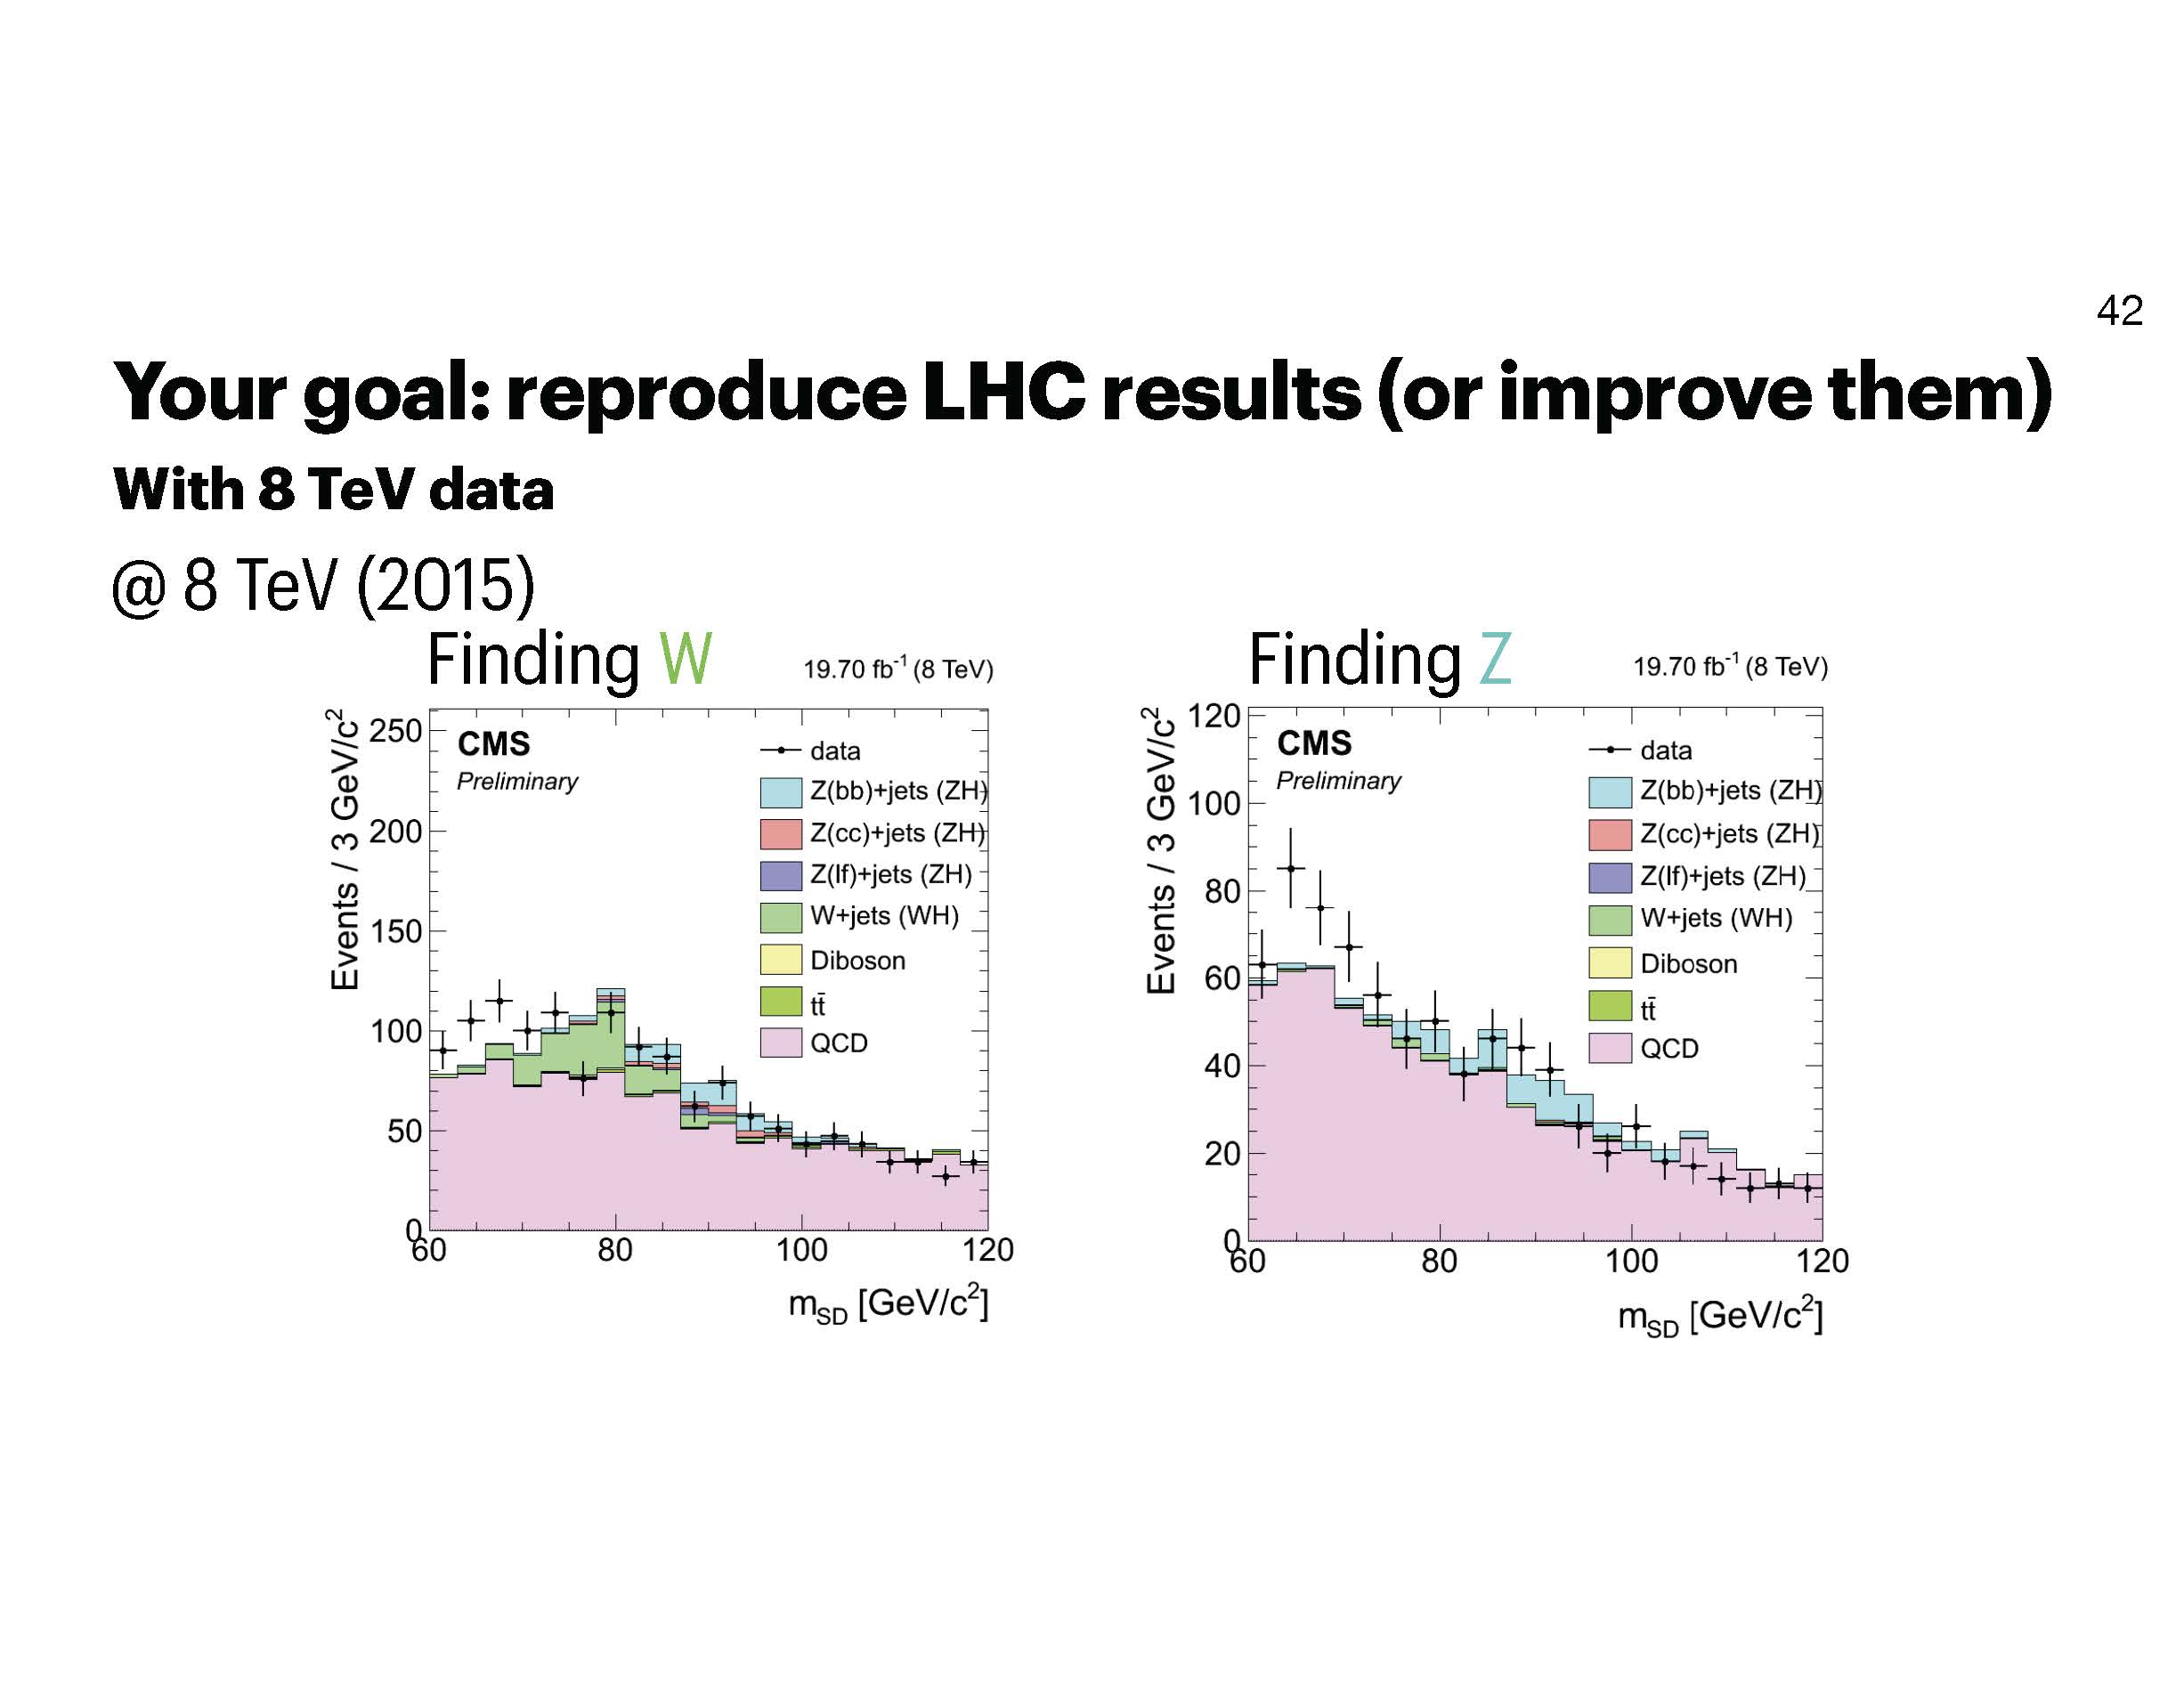 42
Your goal: reproduce LHC results (or improve them)
With 8 TeV data
@ 8 TeV (2015)
Finding W
19.70 fb⁻¹ (8 TeV)
Events / 3 GeV/c²
250
200
150
100
50
0
CMS
Preliminary
data
Z(bb)+jets (ZH)
Z(cc)+jets (ZH)
Z(lf)+jets (ZH)
W+jets (WH)
Diboson
tt̄
QCD
60 80 100 120
m_SD [GeV/c²]
Finding Z
19.70 fb⁻¹ (8 TeV)
Events / 3 GeV/c²
120
100
80
60
40
20
0
CMS
Preliminary
data
Z(bb)+jets (ZH)
Z(cc)+jets (ZH)
Z(lf)+jets (ZH)
W+jets (WH)
Diboson
tt̄
QCD
60 80 100 120
m_SD [GeV/c²]